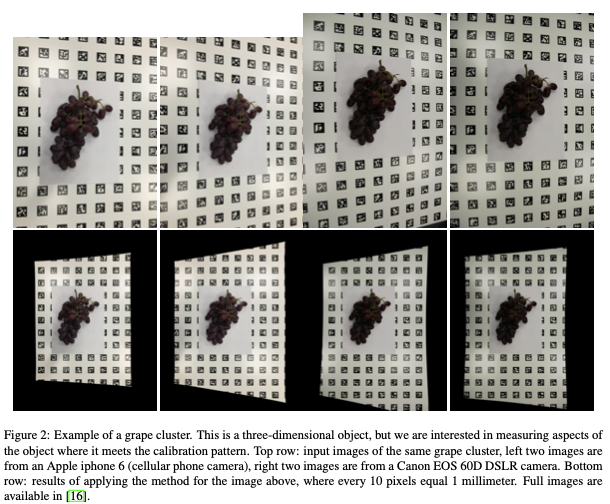 Figure 2: Example of a grape cluster. This is a three-dimensional object, but we are interested in measuring aspects of
the object where it meets the calibration pattern. Top row: input images of the same grape cluster, left two images are
from an Apple iphone 6 (cellular phone camera), right two images are from a Canon EOS 60D DSLR camera. Bottom
row: results of applying the method for the image above, where every 10 pixels equal 1 millimeter. Full images are
available in [16].